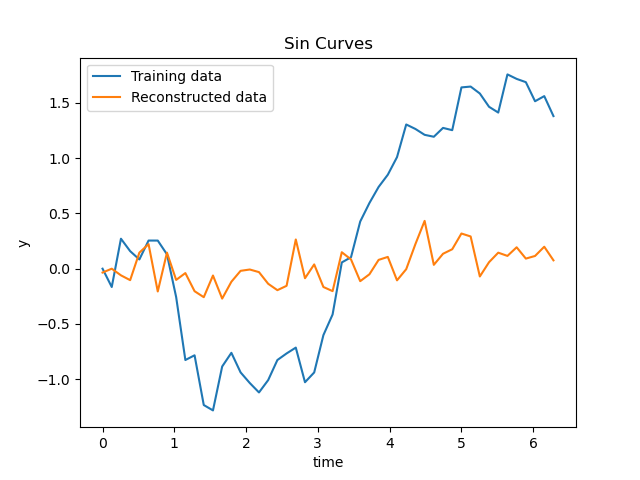 Sin Curves
Training data
Reconstructed data
1.5
1.0
0.5
0.0
−0.5
−1.0
y
0 1 2 3 4 5 6
time